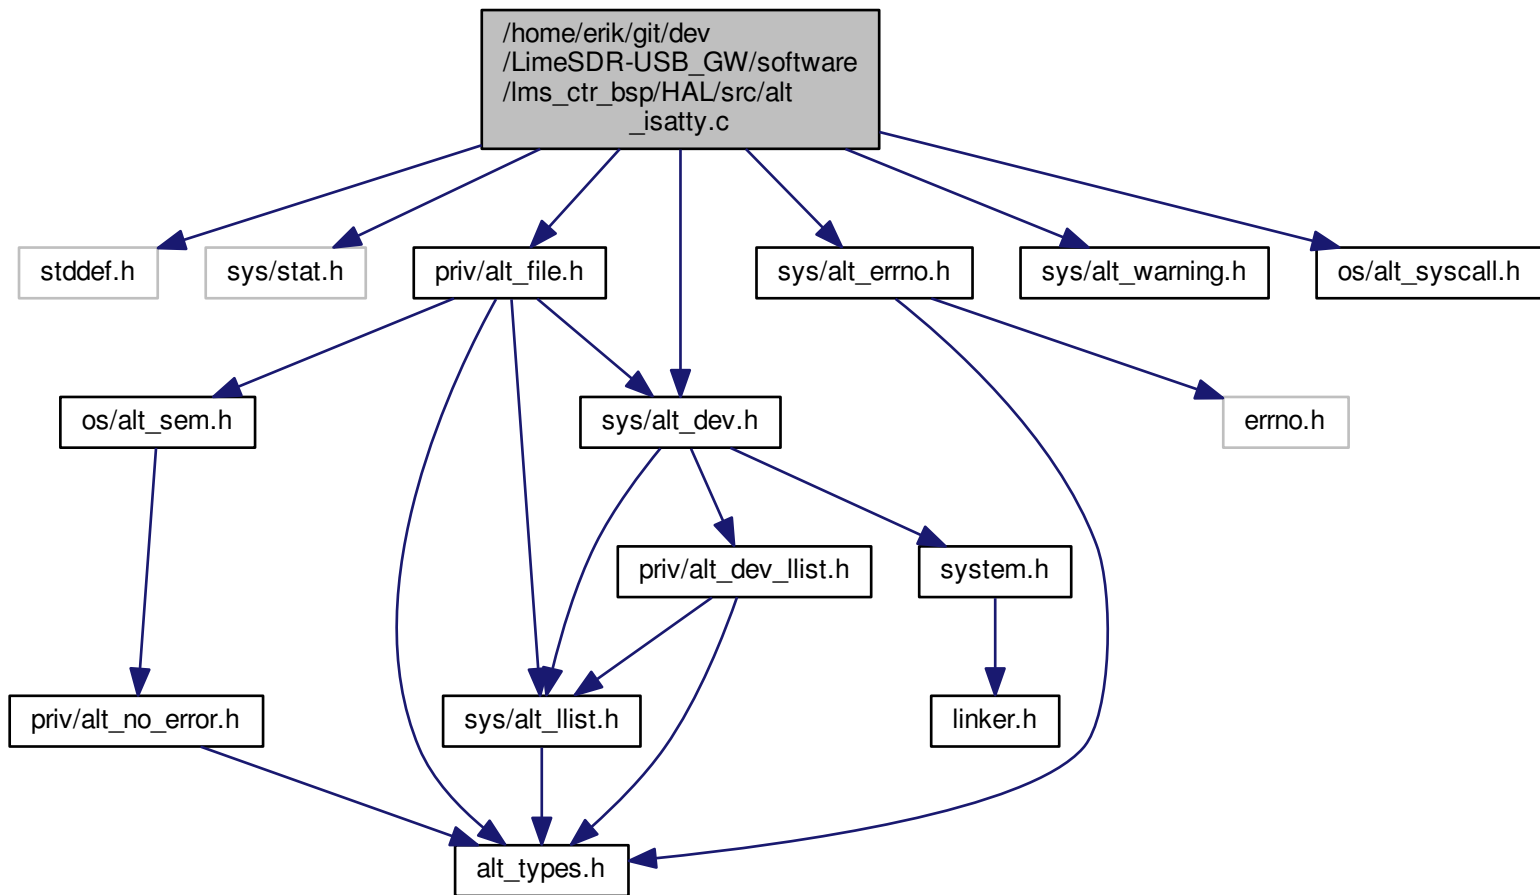 /home/erik/git/dev
/LimeSDR-USB_GW/software
/lms_ctr_bsp/HAL/src/alt
_isatty.c
stddef.h
sys/stat.h
priv/alt_file.h
sys/alt_errno.h
sys/alt_warning.h
os/alt_syscall.h
os/alt_sem.h
sys/alt_dev.h
errno.h
priv/alt_dev_llist.h
system.h
priv/alt_no_error.h
sys/alt_llist.h
linker.h
alt_types.h